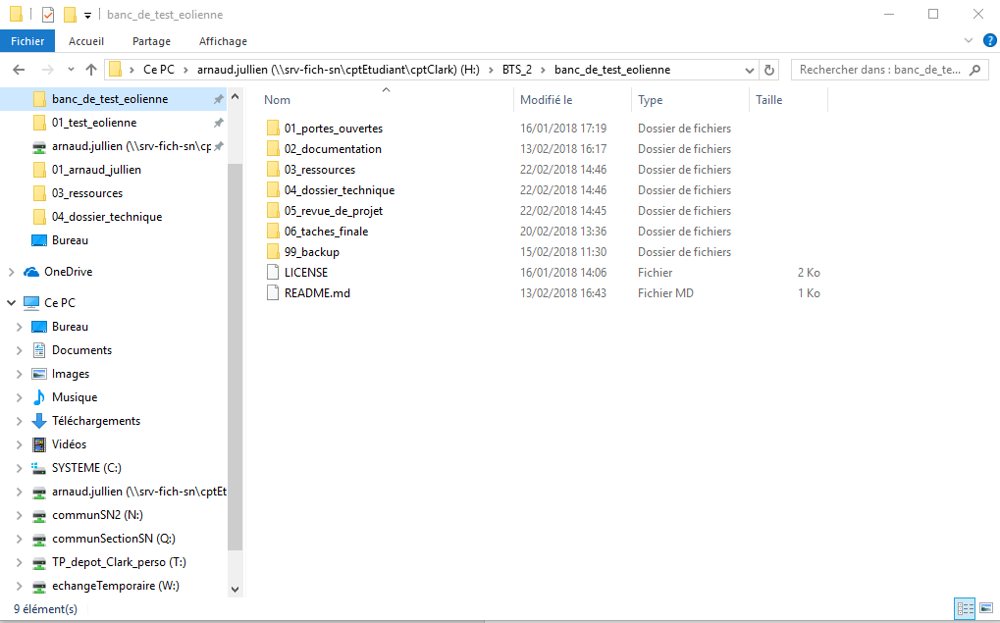 banc_de_test_eolienne
Fichier Accueil Partage Affichage ?
Ce PC > arnaud.jullien (\\srv-fich-sn\cptEtudiant\cptClark) (H:) > BTS_2 > banc_de_test_eolienne
Rechercher dans : banc_de_te...
banc_de_test_eolienne
01_test_eolienne
arnaud.jullien (\\srv-fich-sn\cp
01_arnaud_jullien
03_ressources
04_dossier_technique
Bureau
OneDrive
Ce PC
Bureau
Documents
Images
Musique
Téléchargements
Vidéos
SYSTEME (C:)
arnaud.jullien (\\srv-fich-sn\cptEt
communSN2 (N:)
communSectionSN (Q:)
TP_depot_Clark_perso (T:)
echangeTemporaire (W:)
Nom Modifié le Type Taille
01_portes_ouvertes 16/01/2018 17:19 Dossier de fichiers
02_documentation 13/02/2018 16:17 Dossier de fichiers
03_ressources 22/02/2018 14:46 Dossier de fichiers
04_dossier_technique 22/02/2018 14:46 Dossier de fichiers
05_revue_de_projet 22/02/2018 14:45 Dossier de fichiers
06_taches_finale 20/02/2018 13:36 Dossier de fichiers
99_backup 15/02/2018 11:30 Dossier de fichiers
LICENSE 16/01/2018 14:06 Fichier 2 Ko
README.md 13/02/2018 16:43 Fichier MD 1 Ko
9 élément(s)